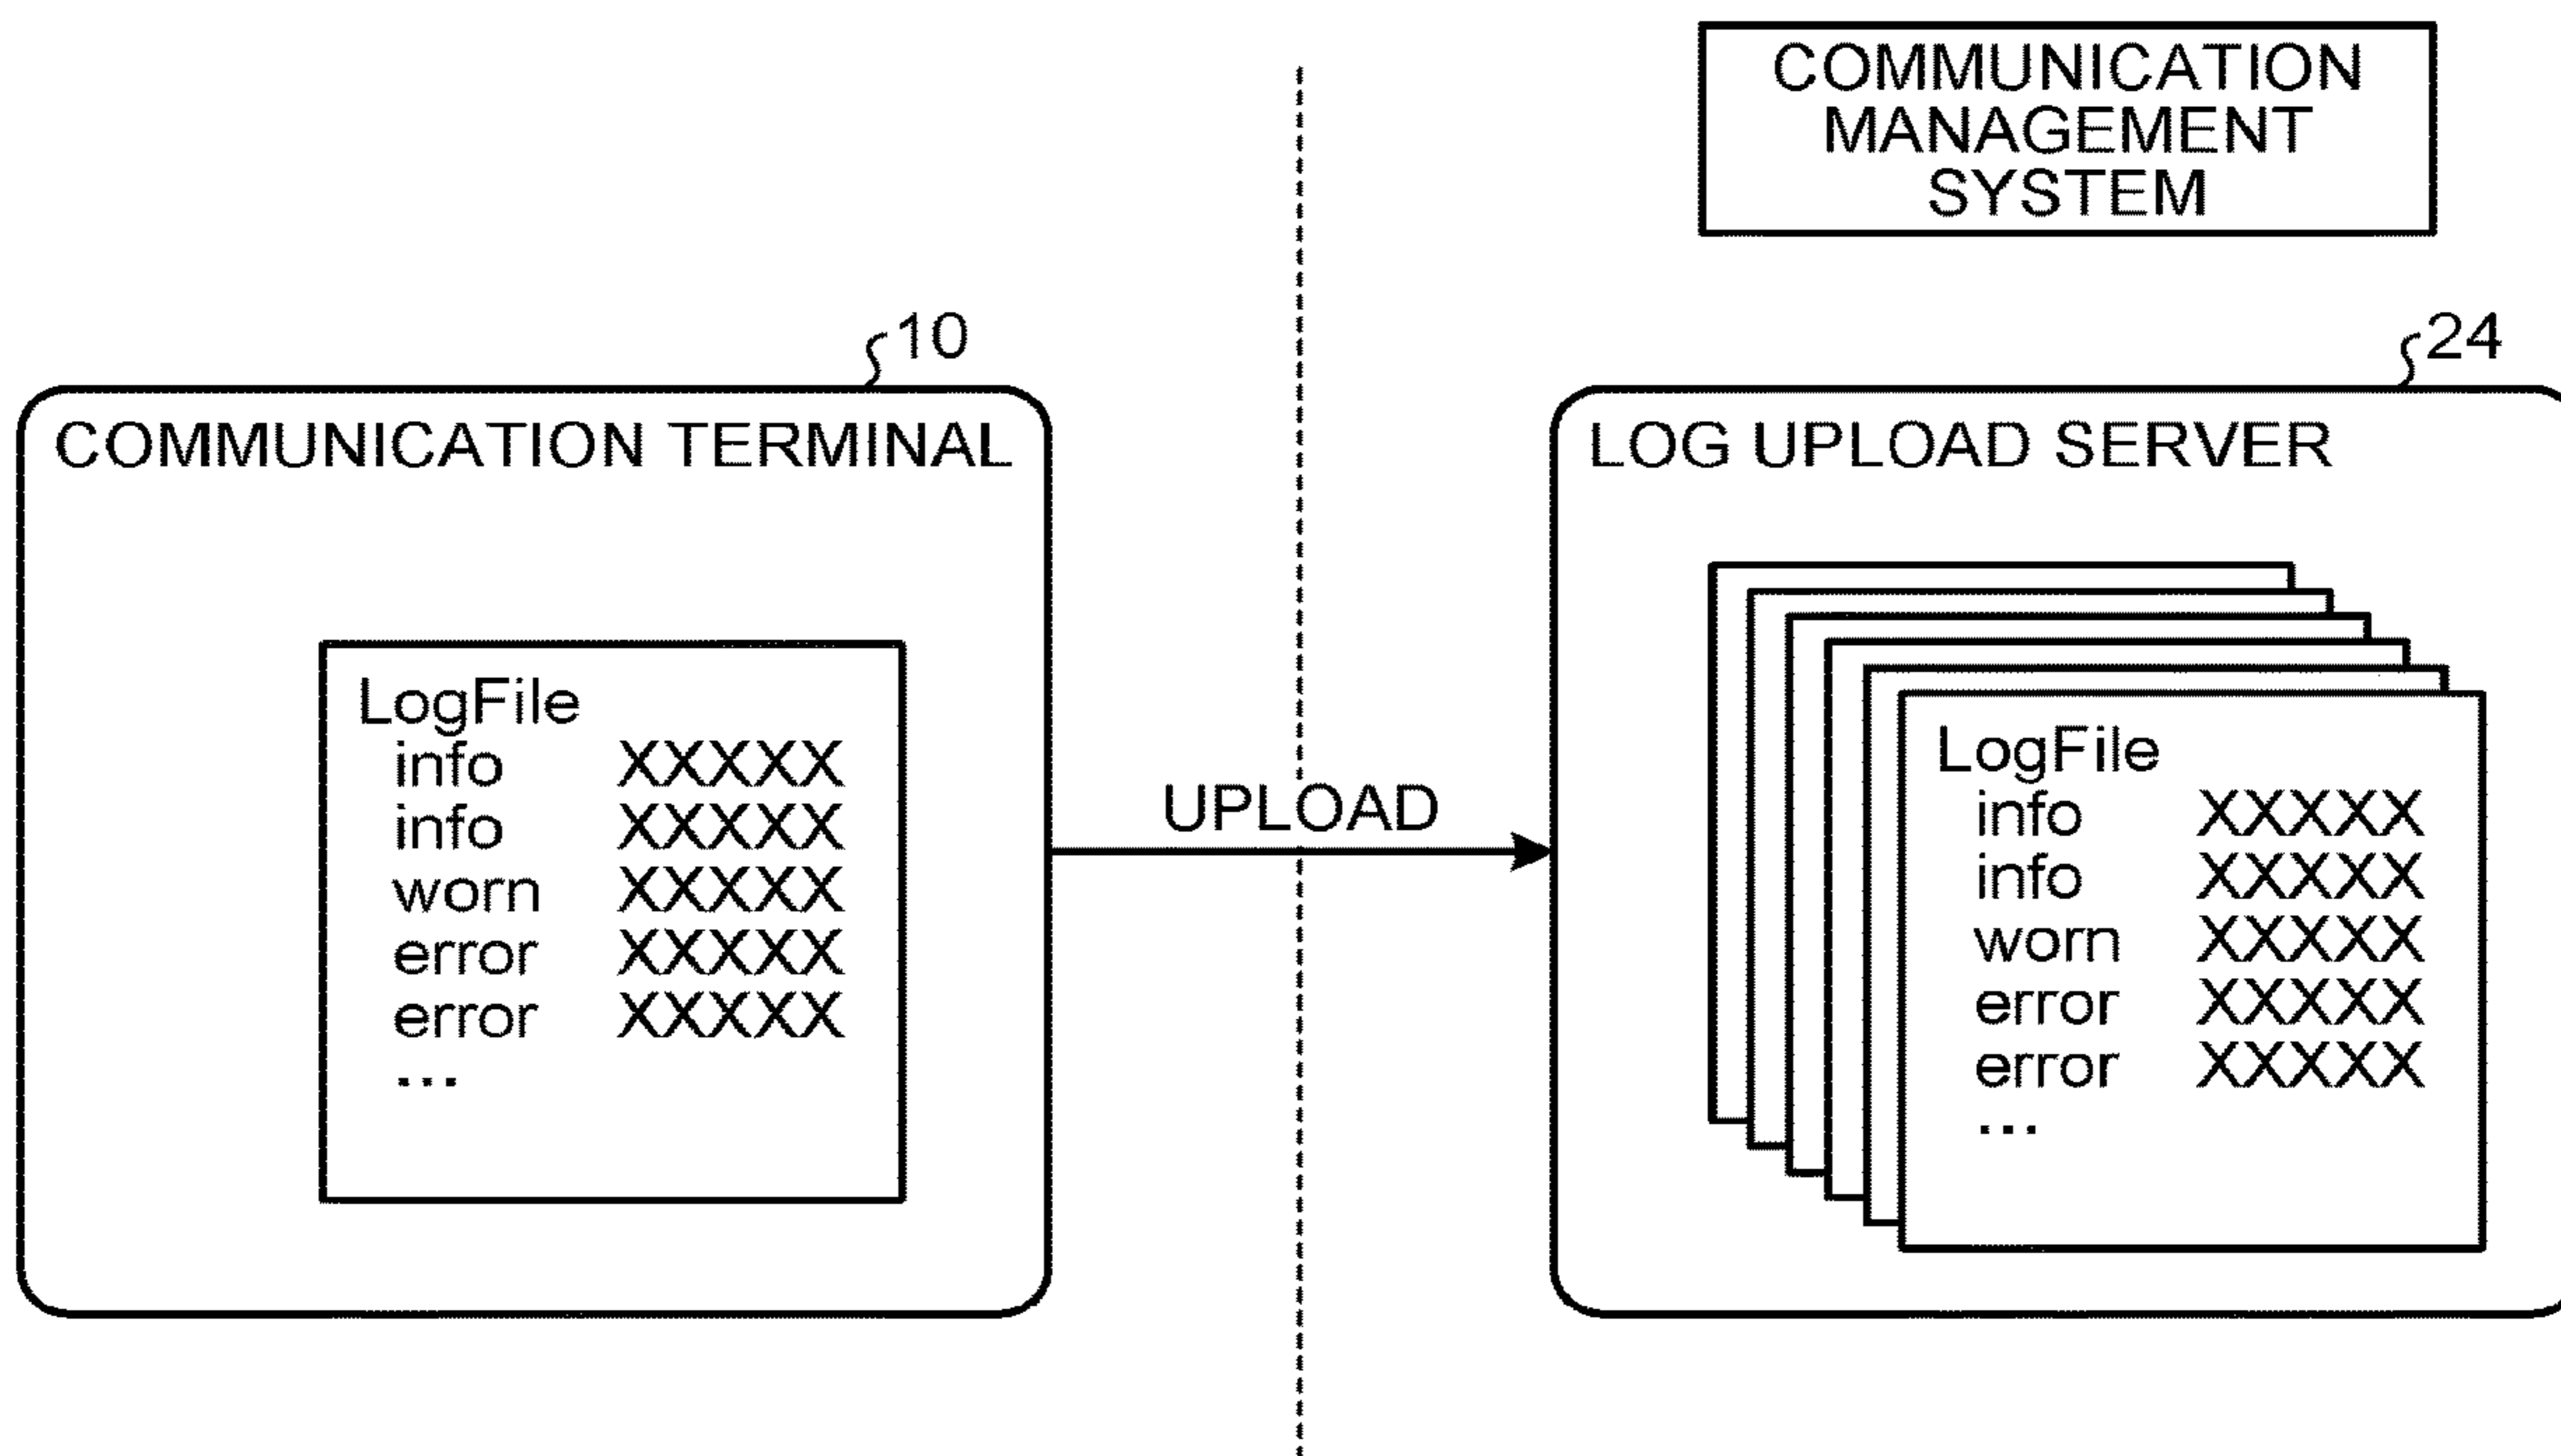 COMMUNICATION
MANAGEMENT
SYSTEM
10
COMMUNICATION TERMINAL
LogFile
info XXXXX
info XXXXX
worn XXXXX
error XXXXX
error XXXXX
...
UPLOAD
24
LOG UPLOAD SERVER
LogFile
info XXXXX
info XXXXX
worn XXXXX
error XXXXX
error XXXXX
...